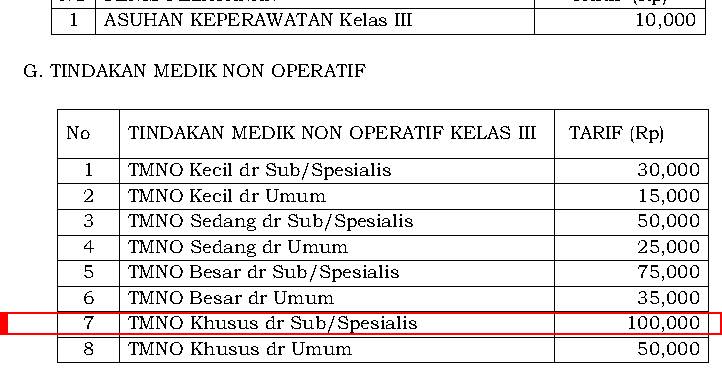 1 ASUHAN KEPERAWATAN Kelas III 10,000
G. TINDAKAN MEDIK NON OPERATIF
No TINDAKAN MEDIK NON OPERATIF KELAS III TARIF (Rp)
1 TMNO Kecil dr Sub/Spesialis 30,000
2 TMNO Kecil dr Umum 15,000
3 TMNO Sedang dr Sub/Spesialis 50,000
4 TMNO Sedang dr Umum 25,000
5 TMNO Besar dr Sub/Spesialis 75,000
6 TMNO Besar dr Umum 35,000
7 TMNO Khusus dr Sub/Spesialis 100,000
8 TMNO Khusus dr Umum 50,000